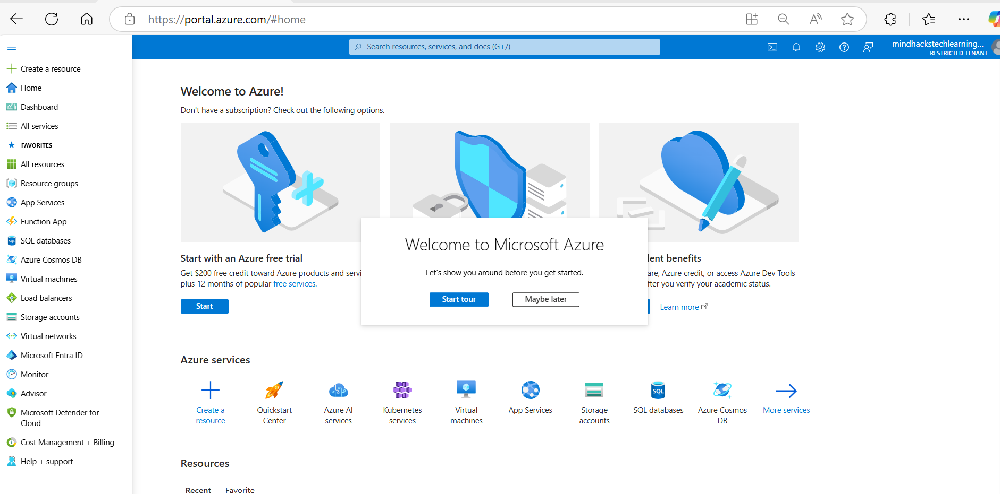 https://portal.azure.com/#home
Search resources, services, and docs (G+/)
mindhackstechlearning...
RESTRICTED TENANT
Create a resource
Home
Dashboard
All services
FAVORITES
All resources
Resource groups
App Services
Function App
SQL databases
Azure Cosmos DB
Virtual machines
Load balancers
Storage accounts
Virtual networks
Microsoft Entra ID
Monitor
Advisor
Microsoft Defender for
Cloud
Cost Management + Billing
Help + support
Welcome to Azure!
Don't have a subscription? Check out the following options.
Start with an Azure free trial
Get $200 free credit toward Azure products and servi
plus 12 months of popular free services.
Start
Welcome to Microsoft Azure
Let's show you around before you get started.
Start tour
Maybe later
lent benefits
are, Azure credit, or access Azure Dev Tools
fter you verify your academic status.
Learn more
Azure services
Create a
resource
Quickstart
Center
Azure AI
services
Kubernetes
services
Virtual
machines
App Services
Storage
accounts
SQL
SQL databases
Azure Cosmos
DB
More services
Resources
Recent Favorite